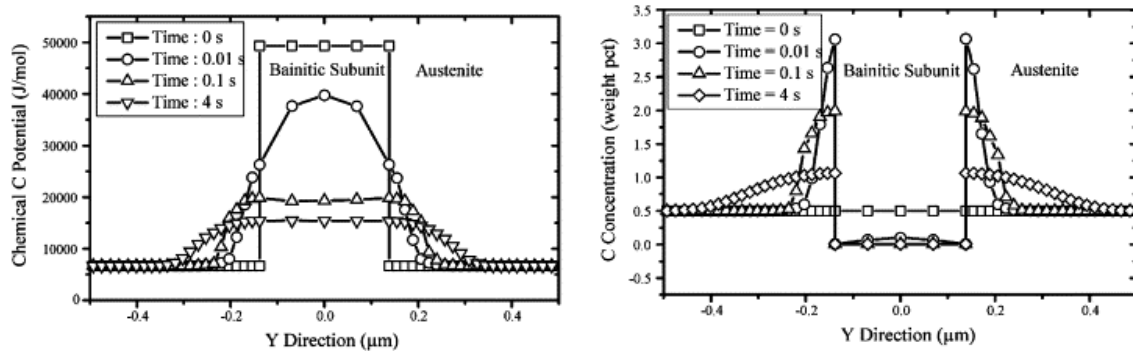 Time : 0 s
Time : 0.01 s
Time : 0.1 s
Time : 4 s
Bainitic Subunit
Austenite
50000
40000
30000
20000
10000
0
-0.4
-0.2
0.0
0.2
0.4
Chemical C Potential (J/mol)
Y Direction (μm)
Time = 0 s
Time = 0.01 s
Time = 0.1 s
Time = 4 s
Bainitic Subunit
Austenite
3.5
3.0
2.5
2.0
1.5
1.0
0.5
0.0
-0.5
-0.4
-0.2
0.0
0.2
0.4
C Concentration (weight pct)
Y Direction (μm)